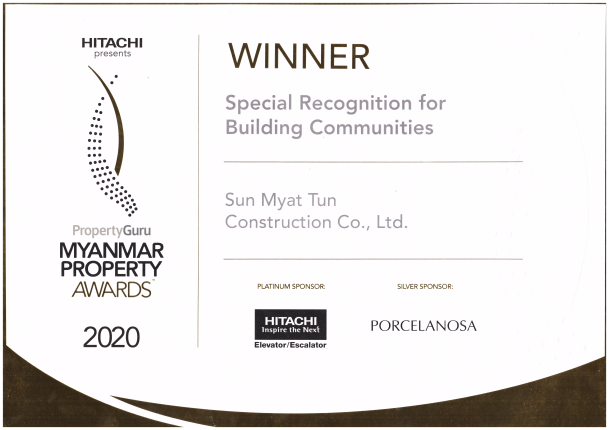 HITACHI
presents
PropertyGuru
MYANMAR
PROPERTY
AWARDS™
2020
WINNER
Special Recognition for
Building Communities
Sun Myat Tun
Construction Co., Ltd.
PLATINUM SPONSOR:
HITACHI
Inspire the Next
Elevator/Escalator
SILVER SPONSOR:
PORCELANOSA